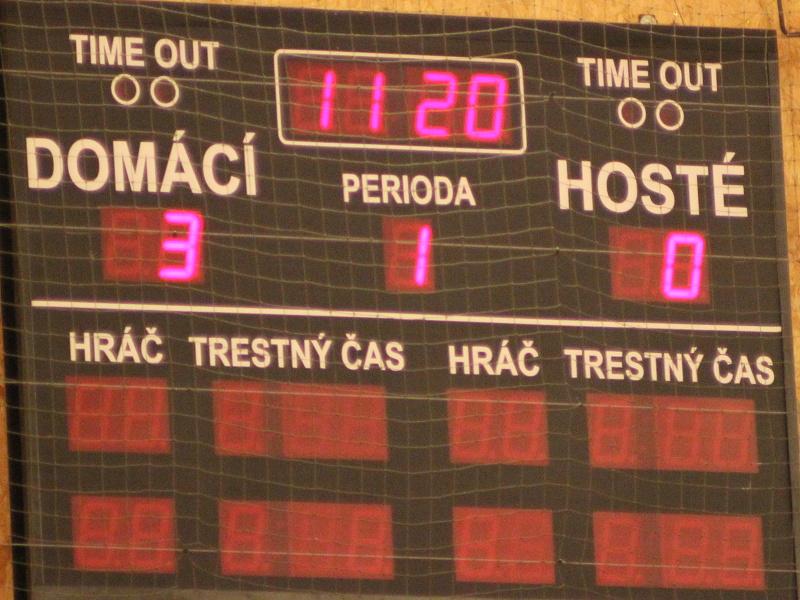 TIME OUT
11 20
TIME OUT
DOMÁCÍ
PERIODA
HOSTÉ
3
1
0
HRÁČ TRESTNÝ ČAS HRÁČ TRESTNÝ ČAS